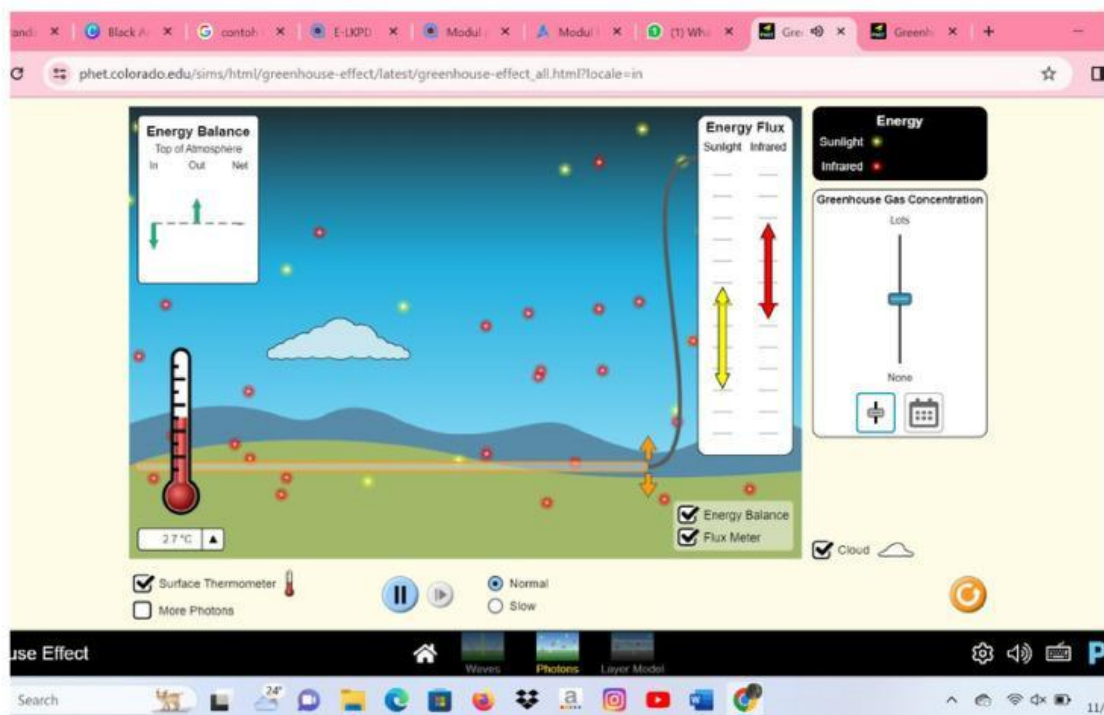 and
Black A
contoh
E-LKPD
Modul
Modul
(1) Wh
Gre
Greenh
phet.colorado.edu/sims/html/greenhouse-effect/latest/greenhouse-effect_all.html?locale=in
Energy Balance
Top of Atmosphere
In Out Net
Energy Flux
Sunlight Infrared
Energy
Sunlight
Infrared
Greenhouse Gas Concentration
Lots
None
27°C
Energy Balance
Flux Meter
Cloud
Surface Thermometer
More Photons
Normal
Slow
use Effect
Waves
Photons
Layer Model
P
Search
24°
11/